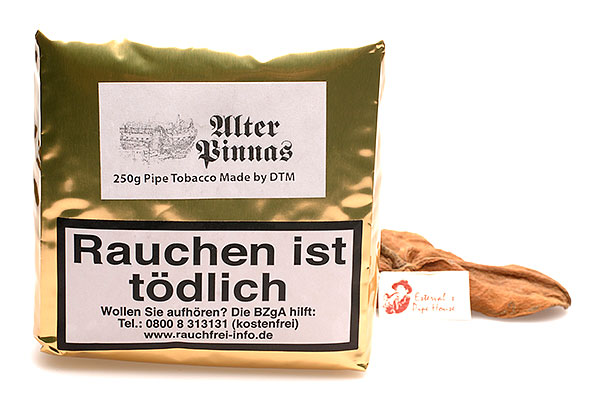 Alter
Pinnas
250g Pipe Tobacco Made by DTM
Rauchen ist
tödlich
Wollen Sie aufhören? Die BZgA hilft:
Tel.: 0800 8 313131 (kostenfrei)
www.rauchfrei-info.de
Esterval's
Pipe House